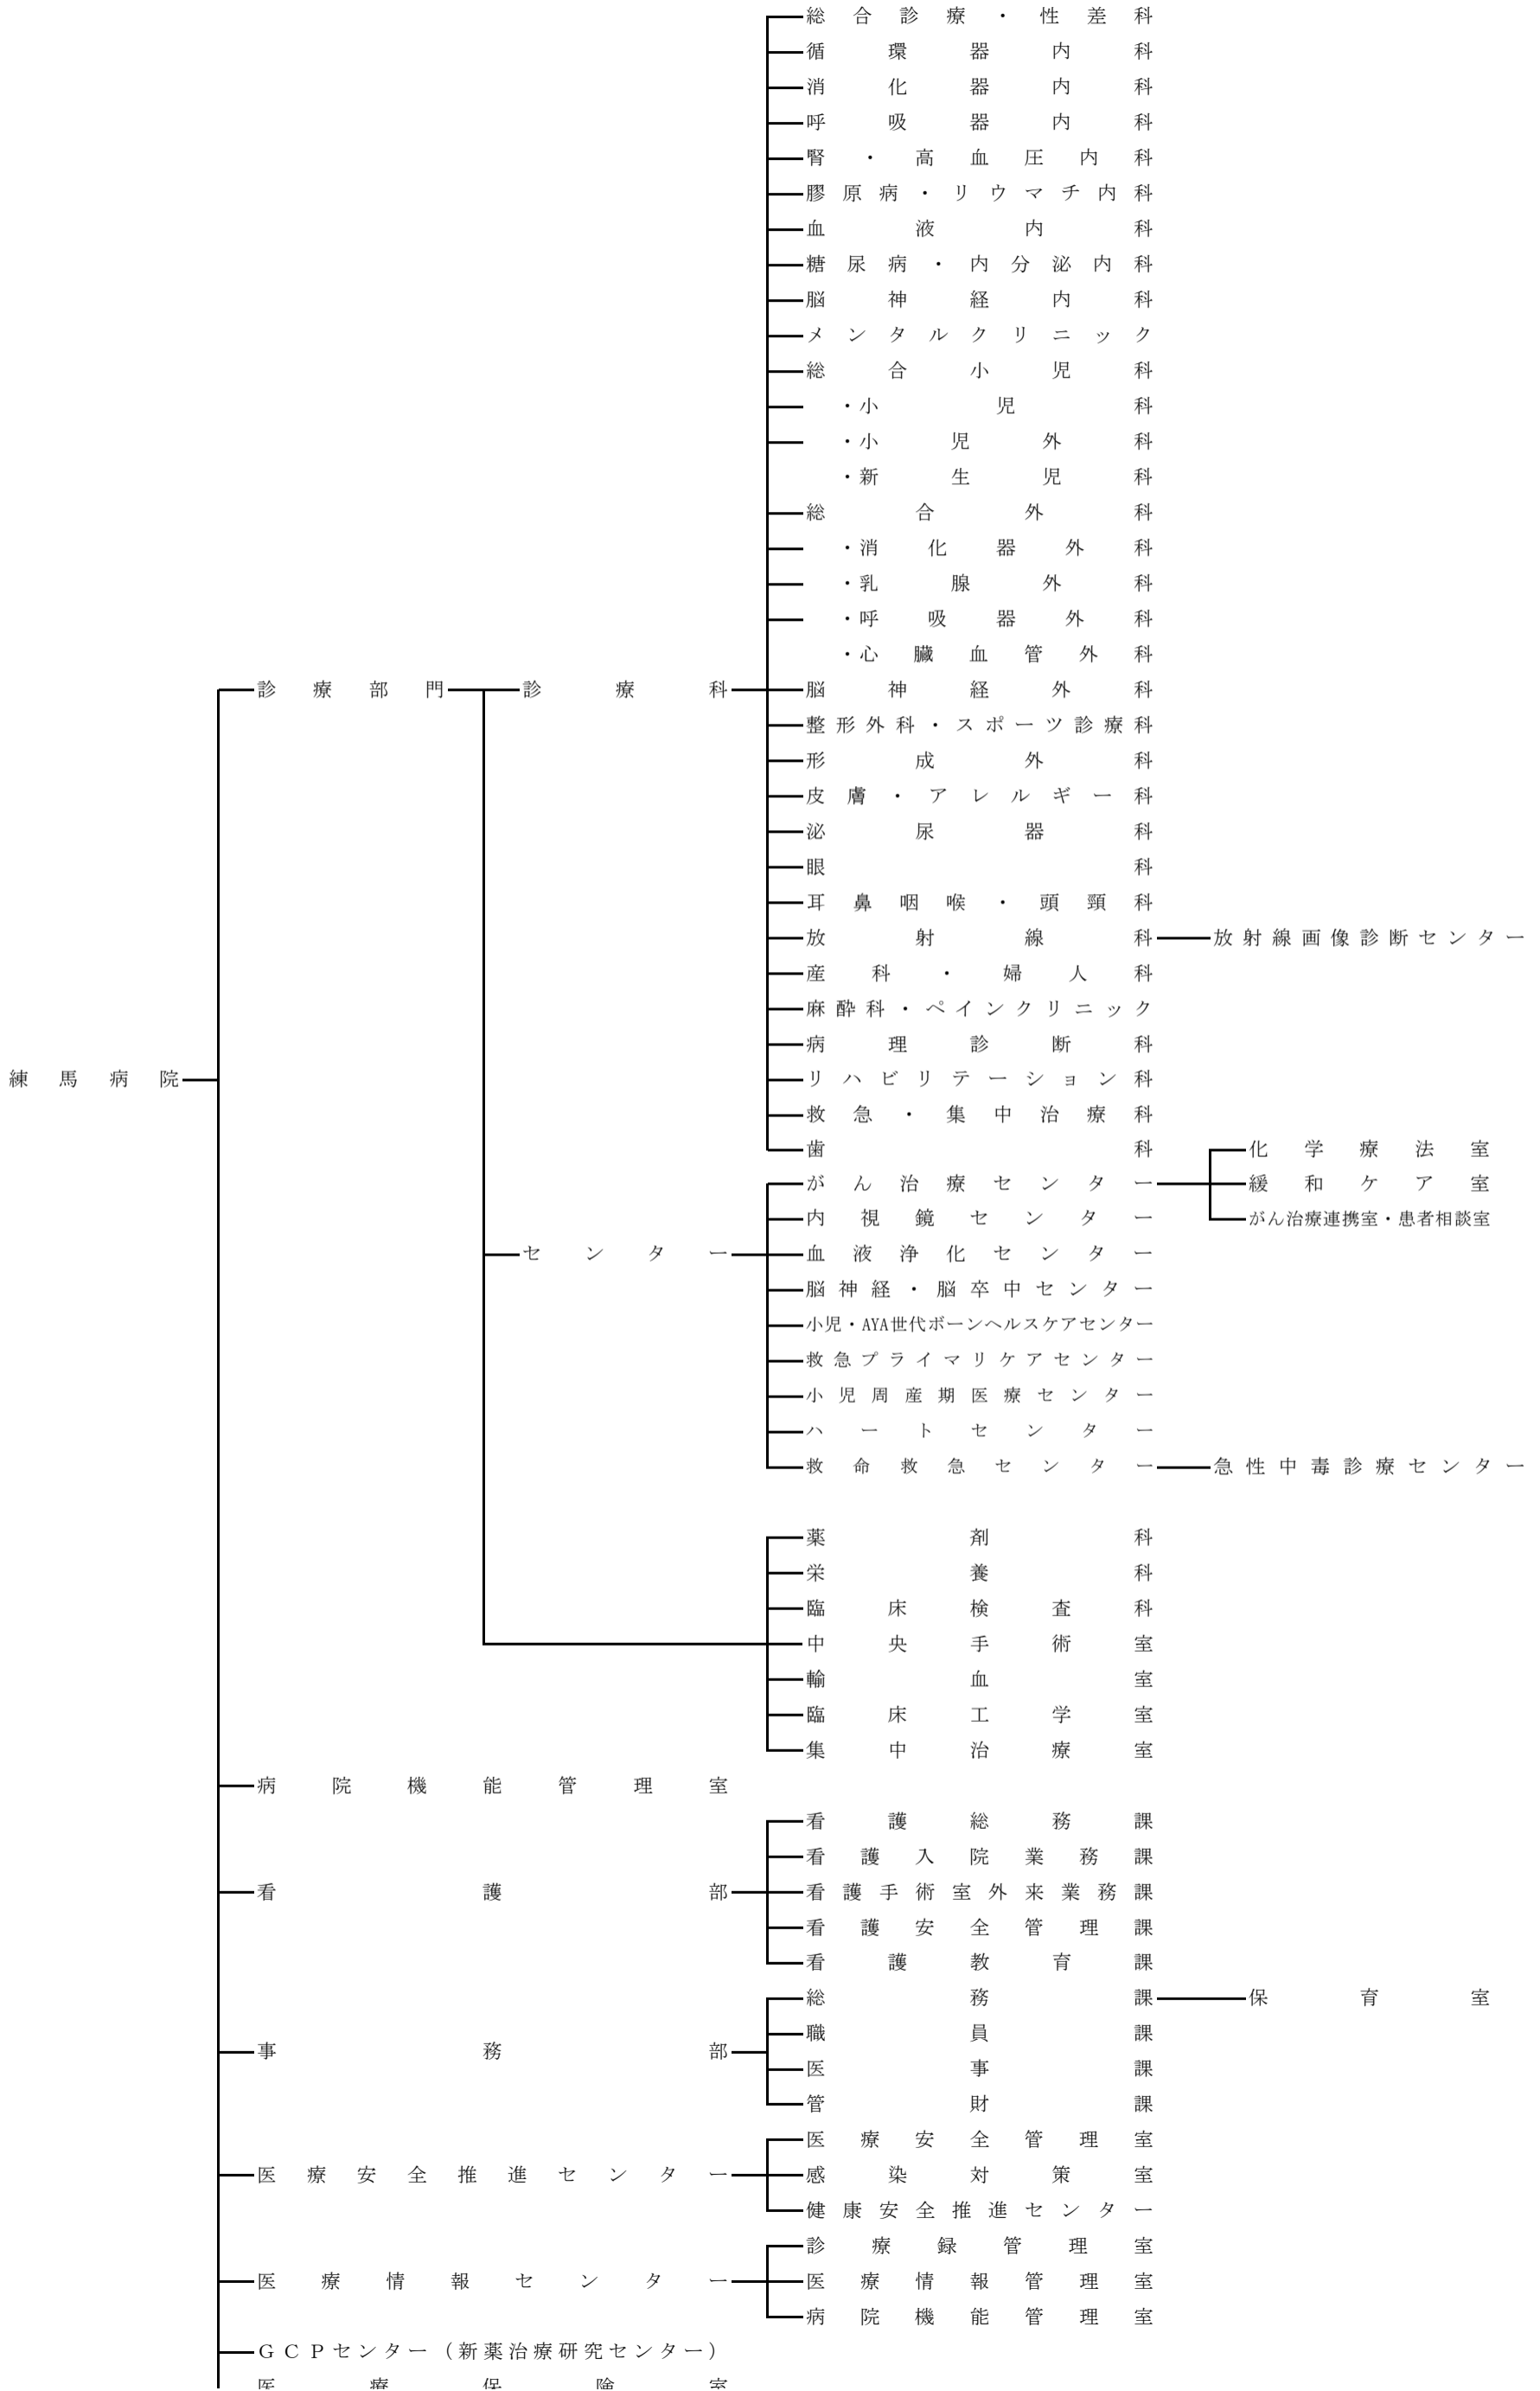 総合診療・性差科
循環器内科
消化器内科
呼吸器内科
腎・高血圧内科
膠原病・リウマチ内科
血液内科
糖尿病・内分泌内科
脳神経内科
メンタルクリニック
総合小児科
・小児科
・小児外科
・新生児科
総合外科
・消化器外科
・乳腺外科
・呼吸器外科
・心臓血管外科
診療部門 診療科 脳神経外科
整形外科・スポーツ診療科
形成外科
皮膚・アレルギー科
泌尿器科
眼科
耳鼻咽喉・頭頸科
放射線科 放射線画像診断センター
産科・婦人科
麻酔科・ペインクリニック
病理診断科
練馬病院 リハビリテーション科
救急・集中治療科
歯科 化学療法室
がん治療センター 緩和ケア室
内視鏡センター がん治療連携室・患者相談室
センター 血液浄化センター
脳神経・脳卒中センター
小児・AYA世代ボーンヘルスケアセンター
救急プライマリケアセンター
小児周産期医療センター
ハートセンター
救命救急センター 急性中毒診療センター
薬剤科
栄養科
臨床検査科
中央手術室
輸血室
臨床工学室
集中治療室
病院機能管理室
看護総務課
看護入院業務課
看護部 看護手術室外来業務課
看護安全管理課
看護教育課
総務課 保育室
職員課
事務部
医事課
管財課
医療安全管理室
医療安全推進センター 感染対策室
健康安全推進センター
診療録管理室
医療情報センター 医療情報管理室
病院機能管理室
ＧＣＰセンター（新薬治療研究センター）
医療保険室